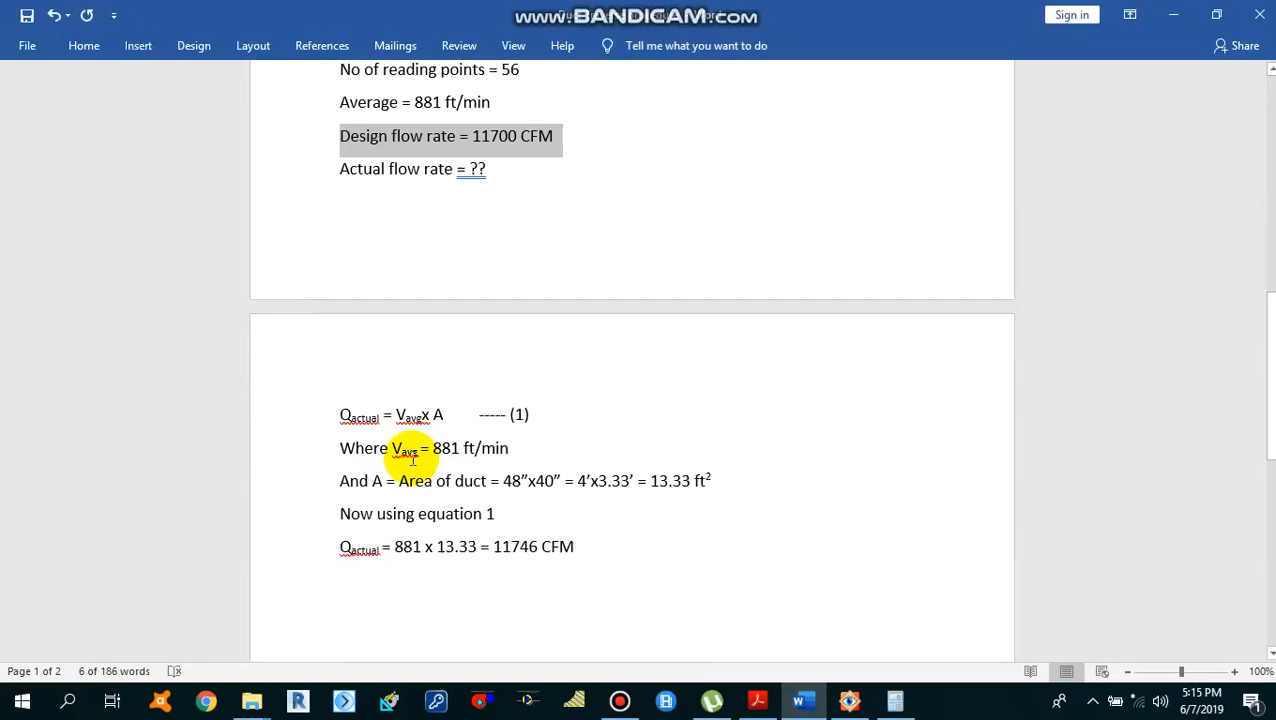 www.BANDICAM.com
Sign in
File Home Insert Design Layout References Mailings Review View Help Tell me what you want to do Share
No of reading points = 56
Average = 881 ft/min
Design flow rate = 11700 CFM
Actual flow rate = ??
Qactual = Vavgx A ----- (1)
Where Vavg = 881 ft/min
And A = Area of duct = 48”x40” = 4’x3.33’ = 13.33 ft²
Now using equation 1
Qactual = 881 x 13.33 = 11746 CFM
Page 1 of 2 6 of 186 words 100%
5:15 PM
6/7/2019